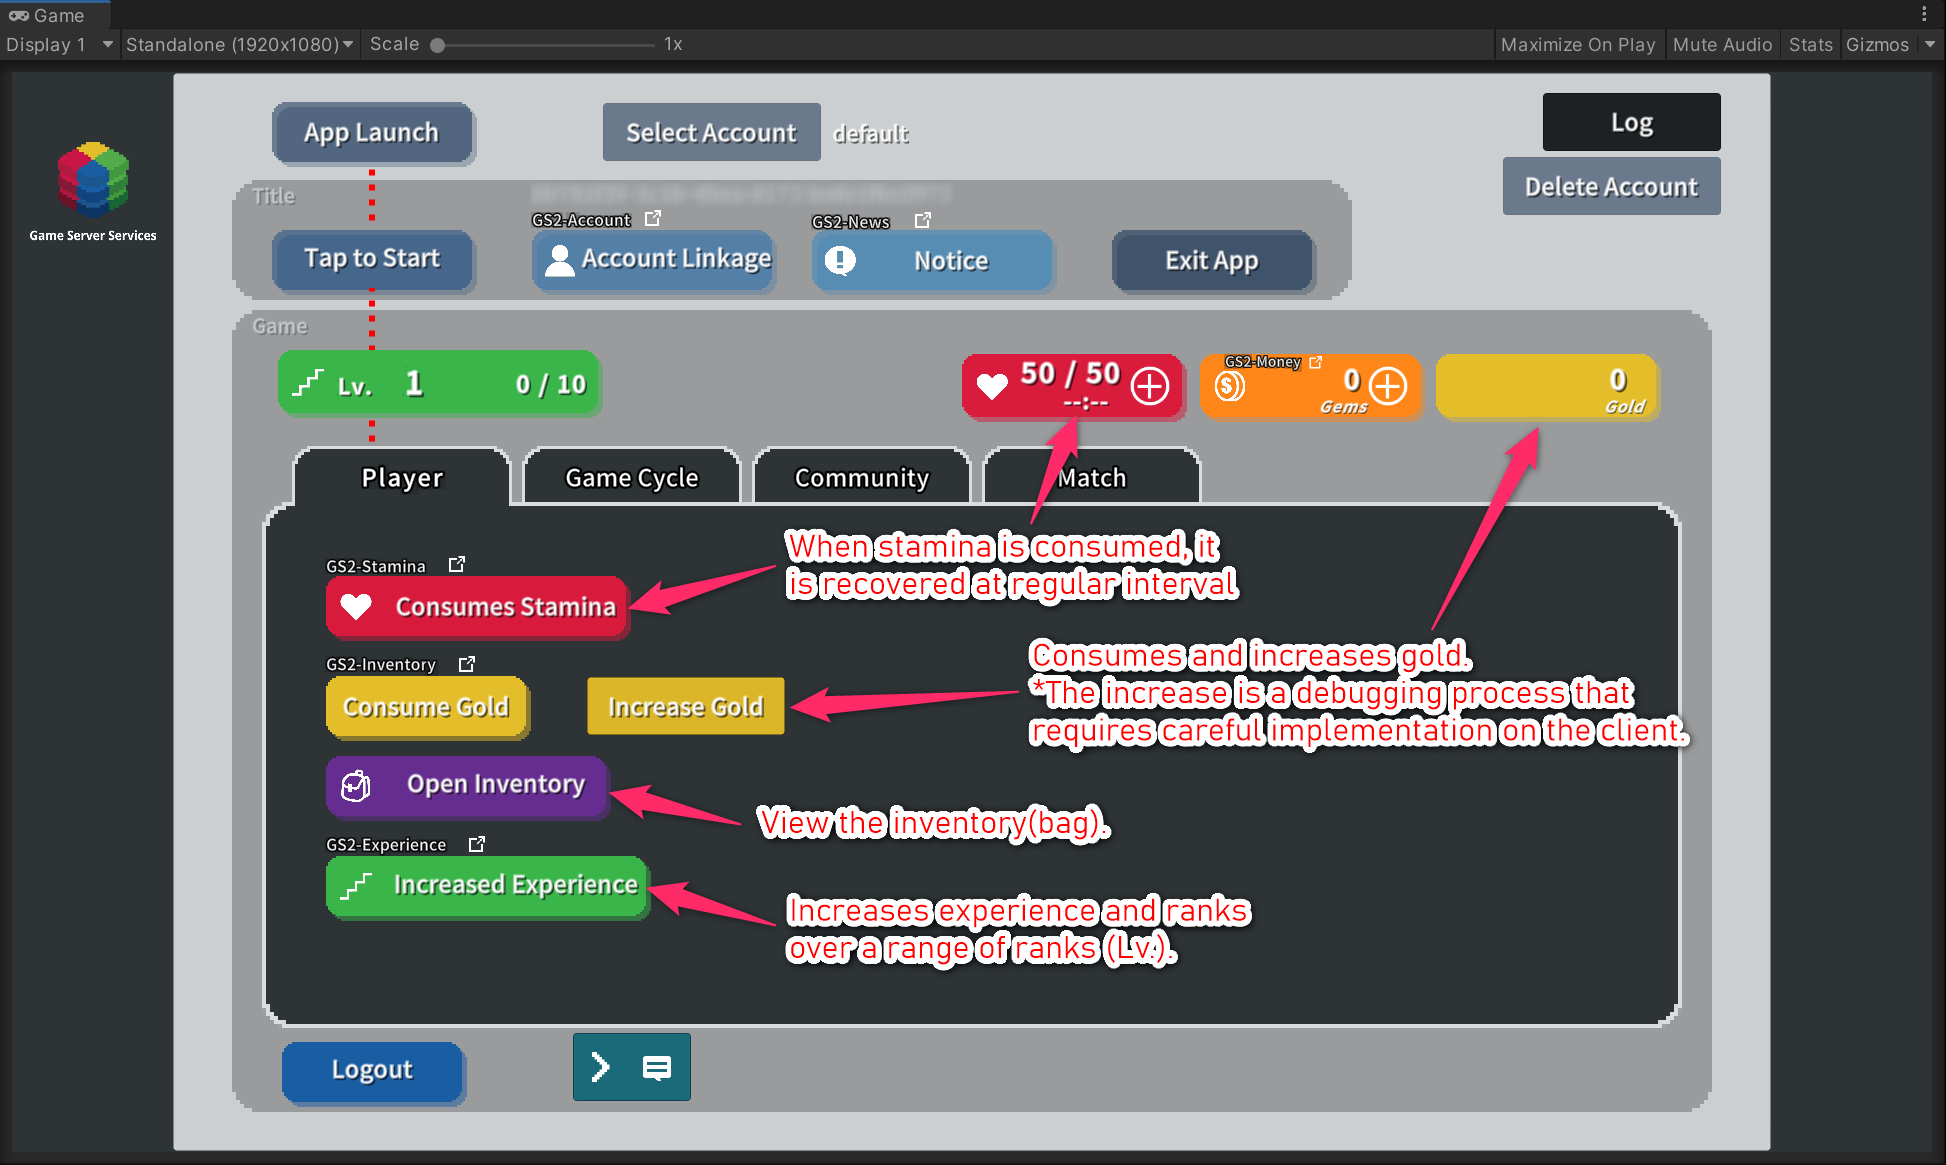 Game
Display 1
Standalone (1920x1080)
Scale
1x
Maximize On Play
Mute Audio
Stats
Gizmos
Game Server Services
App Launch
Select Account
default
Log
Delete Account
Title
GS2-Account
GS2-News
Tap to Start
Account Linkage
Notice
Exit App
Game
Lv. 1 0 / 10
50 / 50
--:--
GS2-Money
0
Gems
0
Gold
Player
Game Cycle
Community
Match
When stamina is consumed, it
is recovered at regular interval
GS2-Stamina
Consumes Stamina
Consumes and increases gold.
*The increase is a debugging process that
requires careful implementation on the client.
GS2-Inventory
Consume Gold
Increase Gold
Open Inventory
View the inventory(bag).
GS2-Experience
Increased Experience
Increases experience and ranks
over a range of ranks (Lv.).
Logout